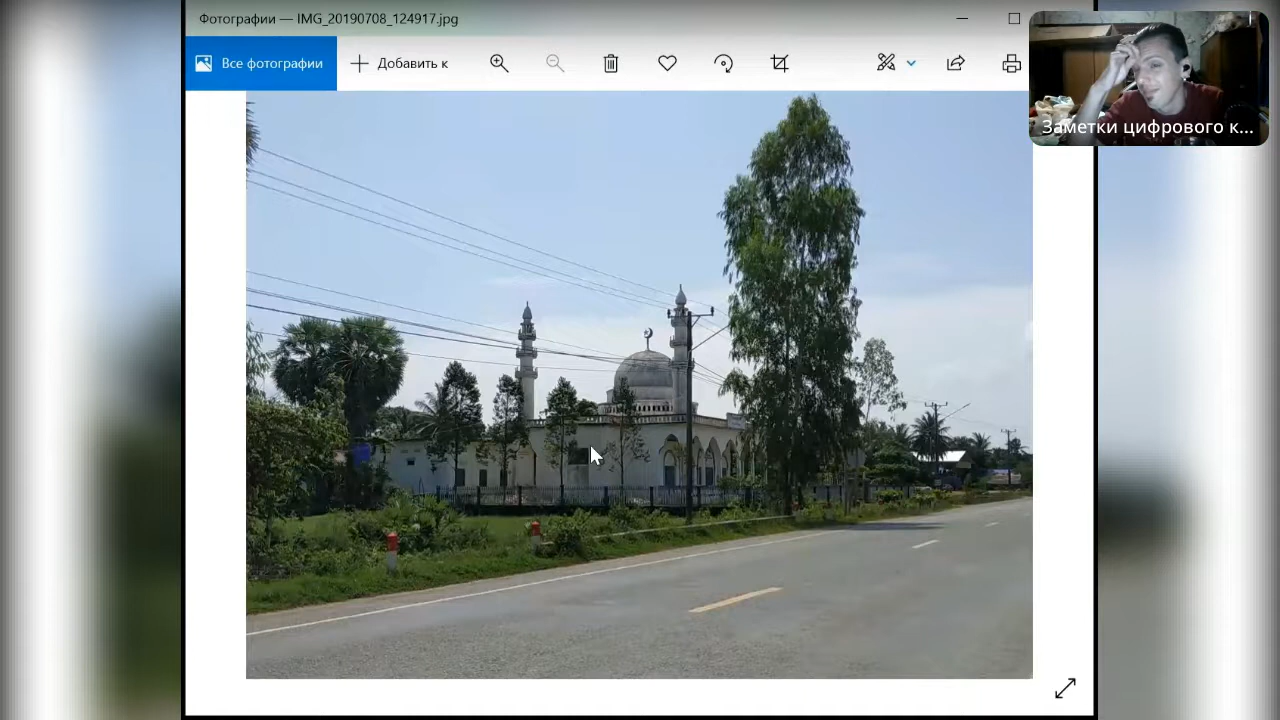 Фотографии — IMG_20190708_124917.jpg
Все фотографии
Добавить к
Заметки цифрового к...